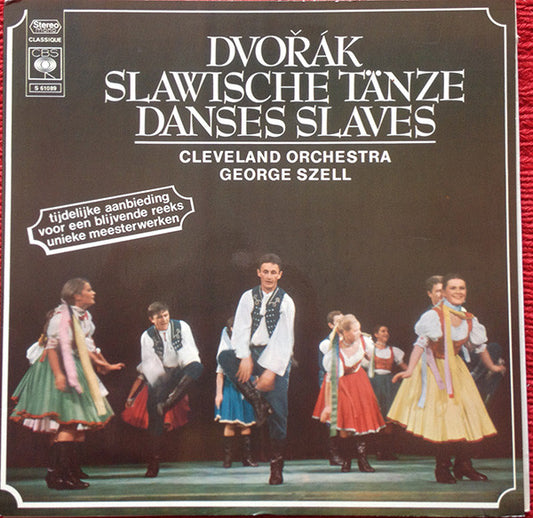 Stereo
CLASSIQUE
CBS
S 61089
DVOŘÁK
SLAWISCHE TÄNZE
DANSES SLAVES
CLEVELAND ORCHESTRA
GEORGE SZELL
tijdelijke aanbieding
voor een blijvende reeks
unieke meesterwerken